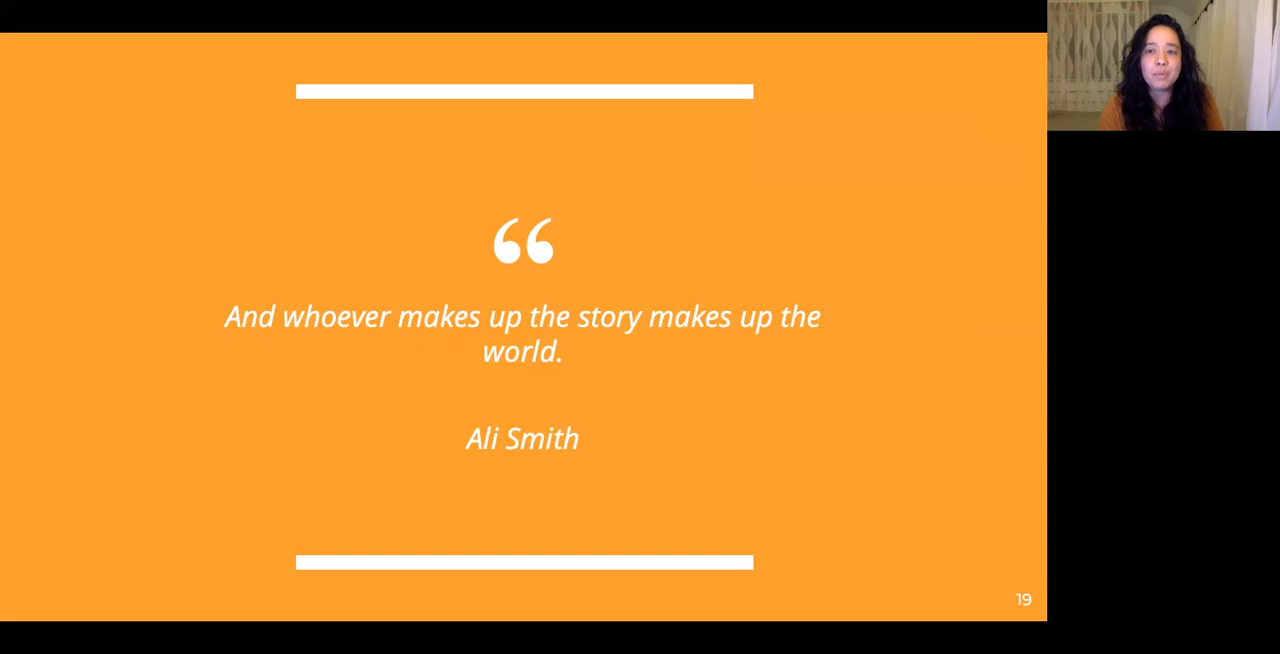 “
And whoever makes up the story makes up the
world.
Ali Smith
19